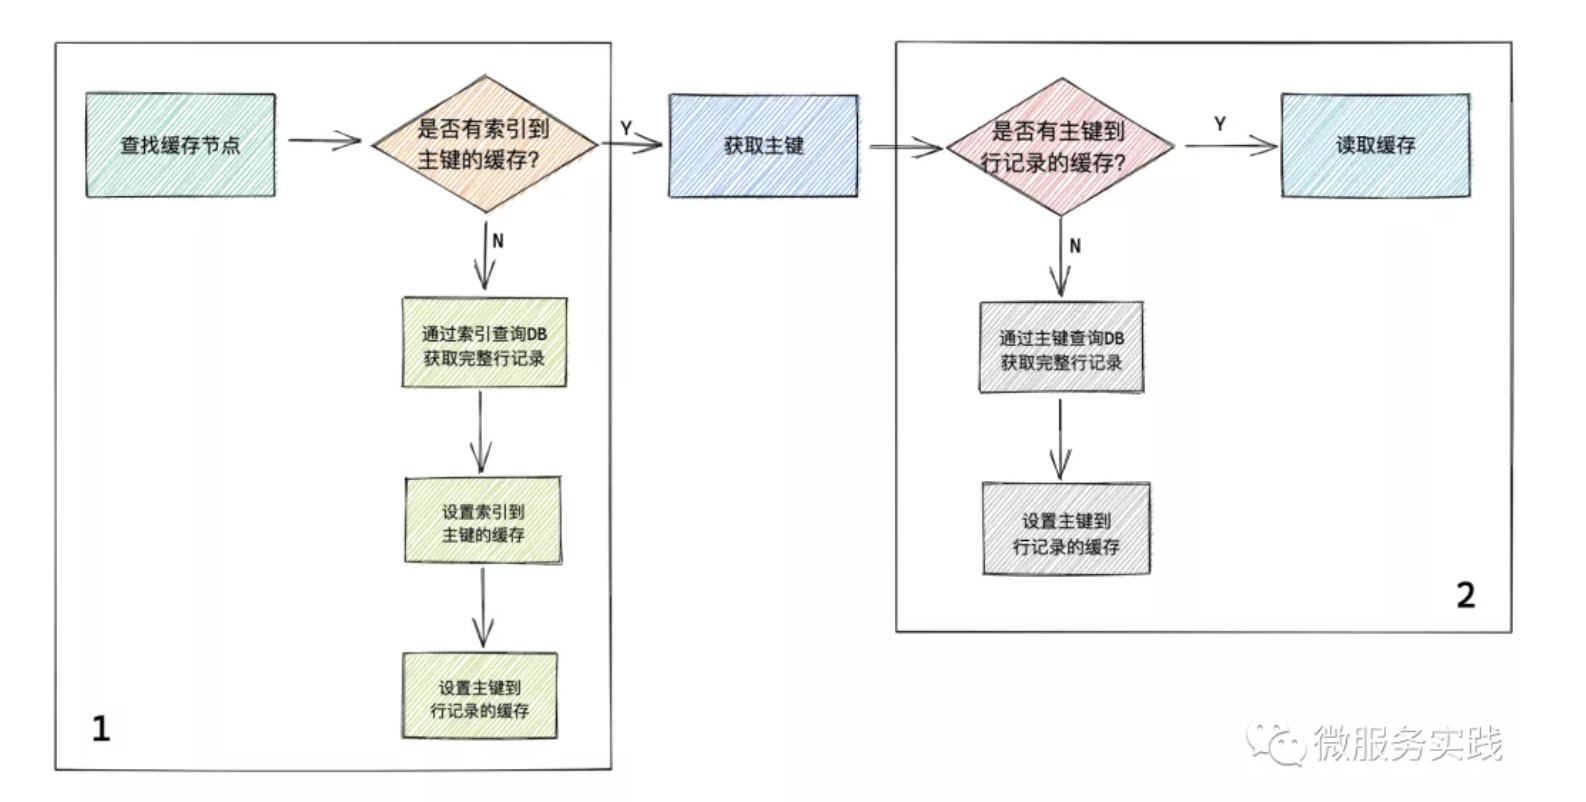 查找缓存节点
是否有索引到
主键的缓存?
Y
获取主键
是否有主键到
行记录的缓存?
Y
读取缓存
N
N
通过索引查询DB
获取完整行记录
通过主键查询DB
获取完整行记录
设置索引到
主键的缓存
设置主键到
行记录的缓存
2
设置主键到
行记录的缓存
1
微服务实践